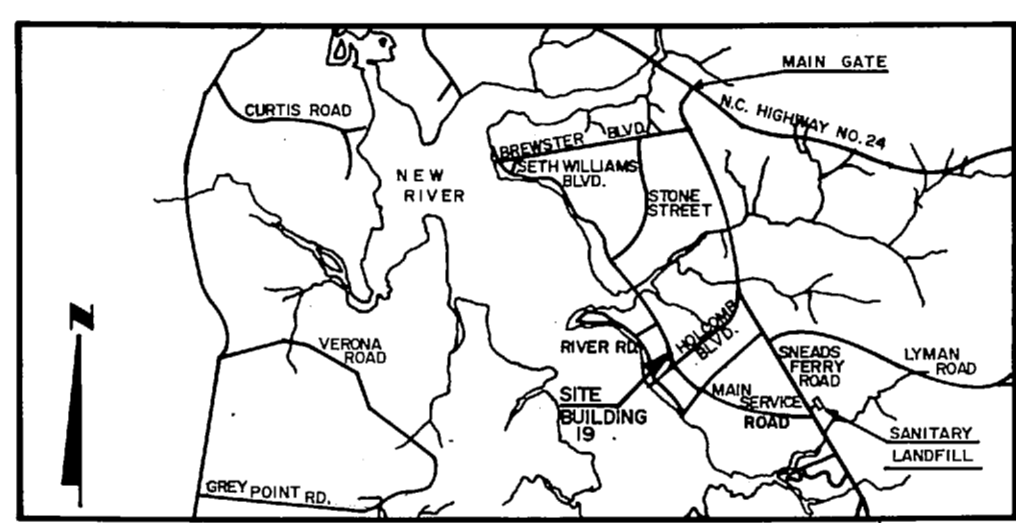 MAIN GATE
N.C. HIGHWAY NO. 24
CURTIS ROAD
BREWSTER BLVD.
SETH WILLIAMS
BLVD.
NEW
RIVER
STONE
STREET
HOLCOMB
BLVD.
RIVER RD.
VERONA
ROAD
SNEADS
FERRY
ROAD
LYMAN
ROAD
SITE
BUILDING
19
MAIN
SERVICE
ROAD
SANITARY
LANDFILL
GREY POINT RD.
N